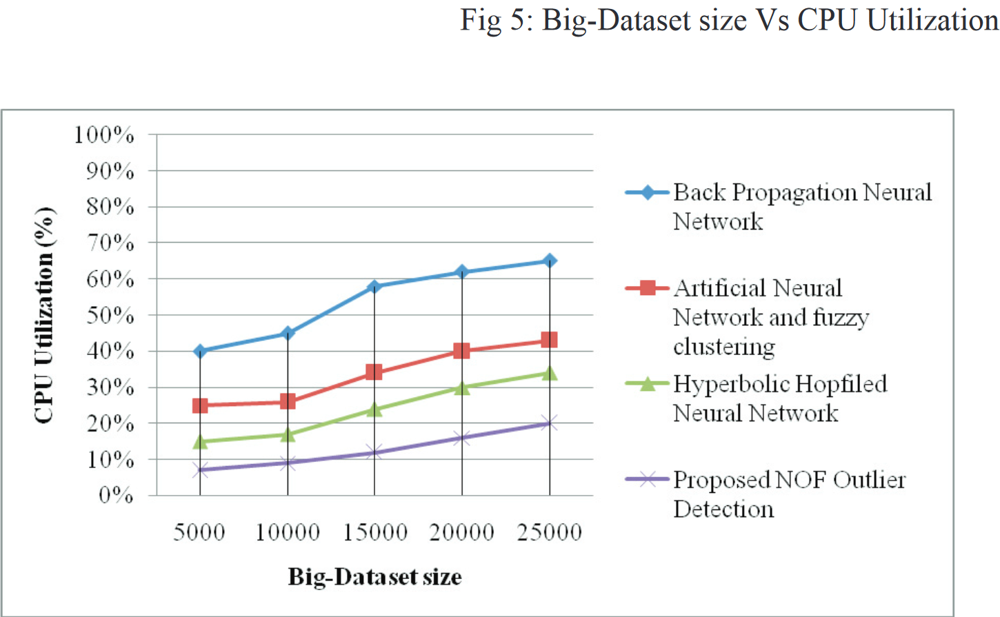 Fig 5: Big-Dataset size Vs CPU Utilization
100%
90%
80%
70%
60%
50%
40%
30%
20%
10%
0%
CPU Utilization (%)
5000 10000 15000 20000 25000
Big-Dataset size
Back Propagation Neural
Network
Artificial Neural
Network and fuzzy
clustering
Hyperbolic Hopfiled
Neural Network
Proposed NOF Outlier
Detection